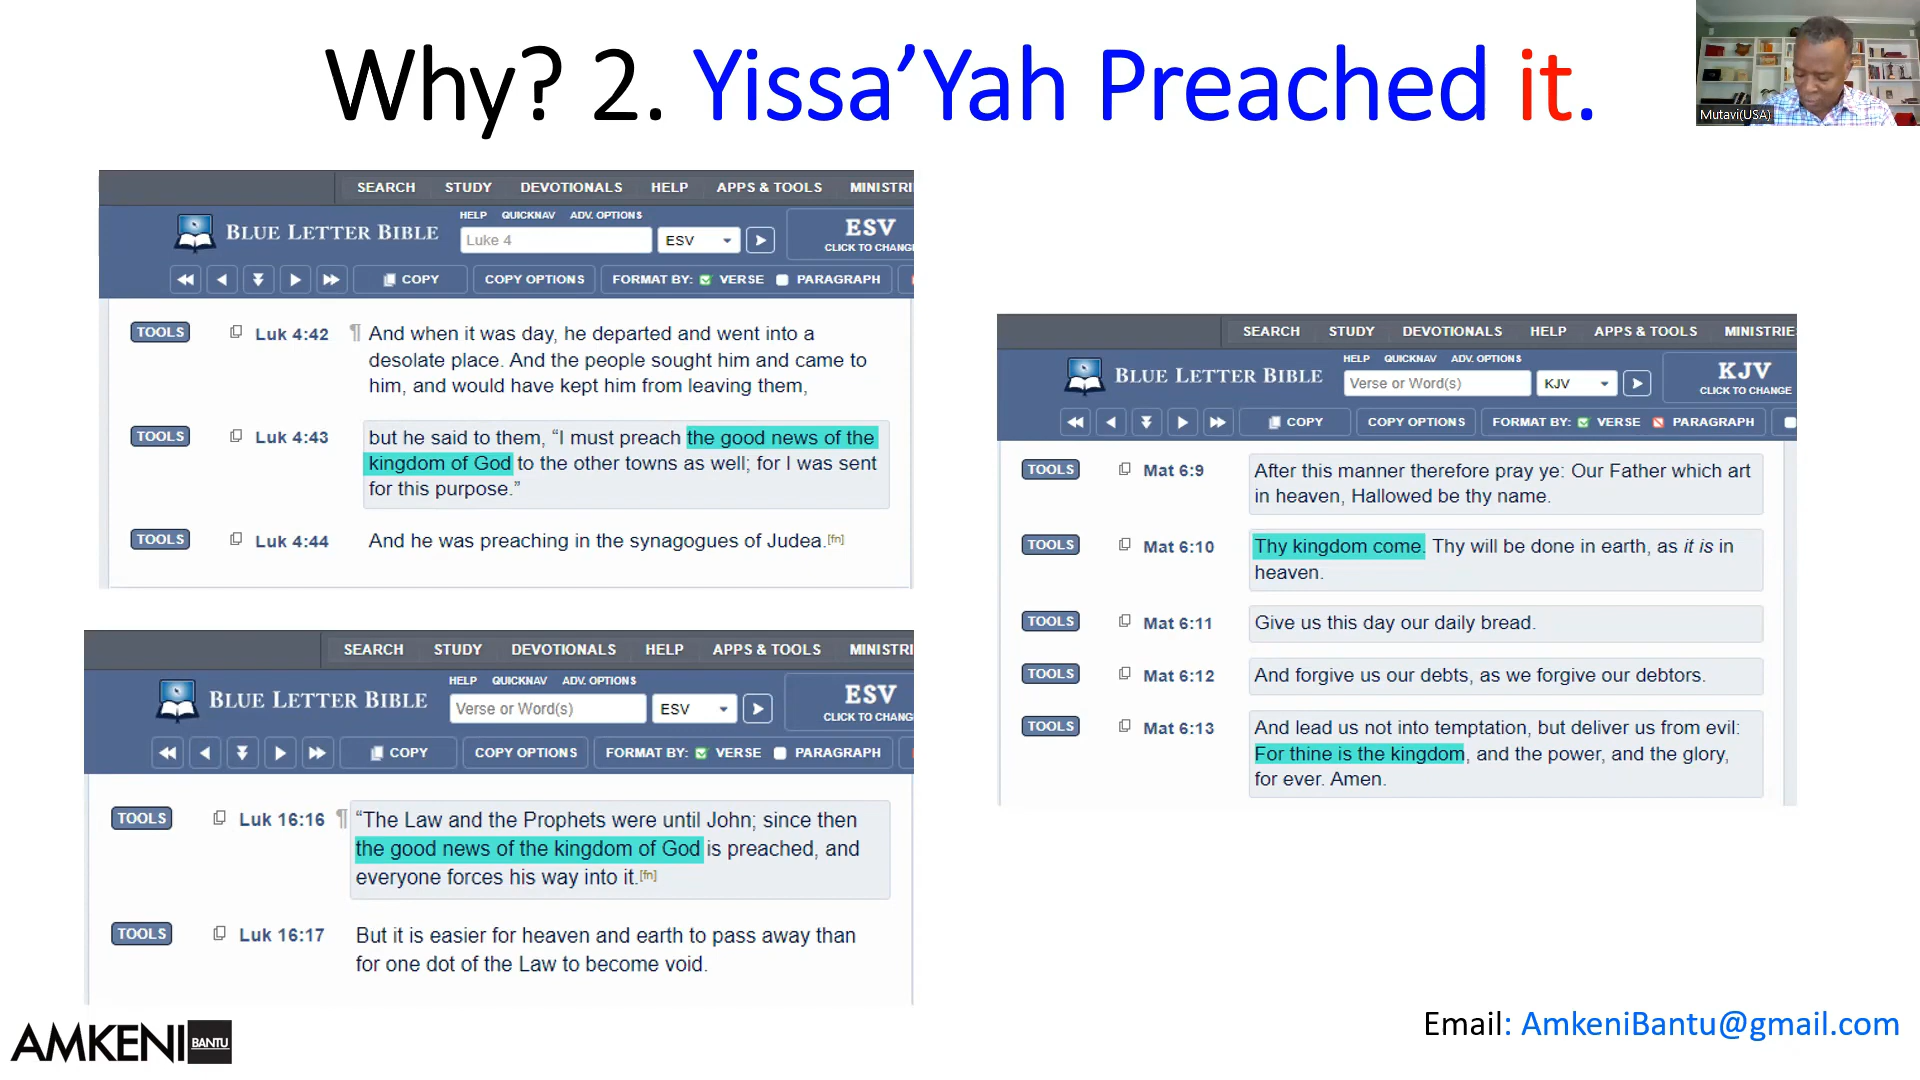 Why? 2. Yissa’Yah Preached it.
Mutavi(USA)
SEARCH STUDY DEVOTIONALS HELP APPS & TOOLS MINISTRI
HELP QUICKNAV ADV. OPTIONS
BLUE LETTER BIBLE
Luke 4 ESV
ESV
CLICK TO CHANG
COPY COPY OPTIONS FORMAT BY: VERSE PARAGRAPH
TOOLS Luk 4:42 ¶ And when it was day, he departed and went into a
desolate place. And the people sought him and came to
him, and would have kept him from leaving them,
TOOLS Luk 4:43 but he said to them, “I must preach the good news of the
kingdom of God to the other towns as well; for I was sent
for this purpose.”
TOOLS Luk 4:44 And he was preaching in the synagogues of Judea.[fn]
SEARCH STUDY DEVOTIONALS HELP APPS & TOOLS MINISTRI
HELP QUICKNAV ADV. OPTIONS
BLUE LETTER BIBLE
Verse or Word(s) ESV
ESV
CLICK TO CHANG
COPY COPY OPTIONS FORMAT BY: VERSE PARAGRAPH
TOOLS Luk 16:16 ¶ “The Law and the Prophets were until John; since then
the good news of the kingdom of God is preached, and
everyone forces his way into it.[fn]
TOOLS Luk 16:17 But it is easier for heaven and earth to pass away than
for one dot of the Law to become void.
SEARCH STUDY DEVOTIONALS HELP APPS & TOOLS MINISTRIE
HELP QUICKNAV ADV. OPTIONS
BLUE LETTER BIBLE
Verse or Word(s) KJV
KJV
CLICK TO CHANGE
COPY COPY OPTIONS FORMAT BY: VERSE PARAGRAPH
TOOLS Mat 6:9 After this manner therefore pray ye: Our Father which art
in heaven, Hallowed be thy name.
TOOLS Mat 6:10 Thy kingdom come. Thy will be done in earth, as it is in
heaven.
TOOLS Mat 6:11 Give us this day our daily bread.
TOOLS Mat 6:12 And forgive us our debts, as we forgive our debtors.
TOOLS Mat 6:13 And lead us not into temptation, but deliver us from evil:
For thine is the kingdom, and the power, and the glory,
for ever. Amen.
AMKENI BANTU
Email: AmkeniBantu@gmail.com